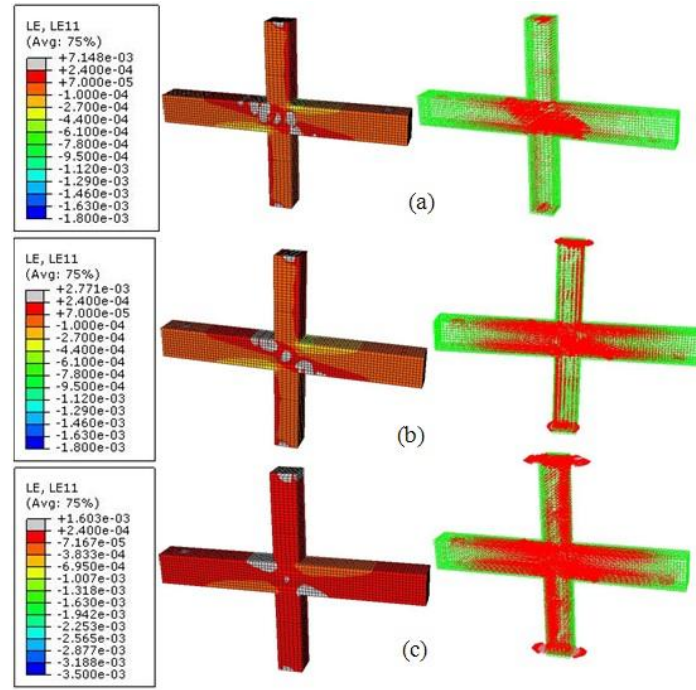 LE, LE11
(Avg: 75%)
+7.148e-03
+2.400e-04
+7.000e-05
-1.000e-04
-2.700e-04
-4.400e-04
-6.100e-04
-7.800e-04
-9.500e-04
-1.120e-03
-1.290e-03
-1.460e-03
-1.630e-03
-1.800e-03
(a)
LE, LE11
(Avg: 75%)
+2.771e-03
+2.400e-04
+7.000e-05
-1.000e-04
-2.700e-04
-4.400e-04
-6.100e-04
-7.800e-04
-9.500e-04
-1.120e-03
-1.290e-03
-1.460e-03
-1.630e-03
-1.800e-03
(b)
LE, LE11
(Avg: 75%)
+1.603e-03
+2.400e-04
-7.167e-05
-3.833e-04
-6.950e-04
-1.007e-03
-1.318e-03
-1.630e-03
-1.942e-03
-2.253e-03
-2.565e-03
-2.877e-03
-3.188e-03
-3.500e-03
(c)